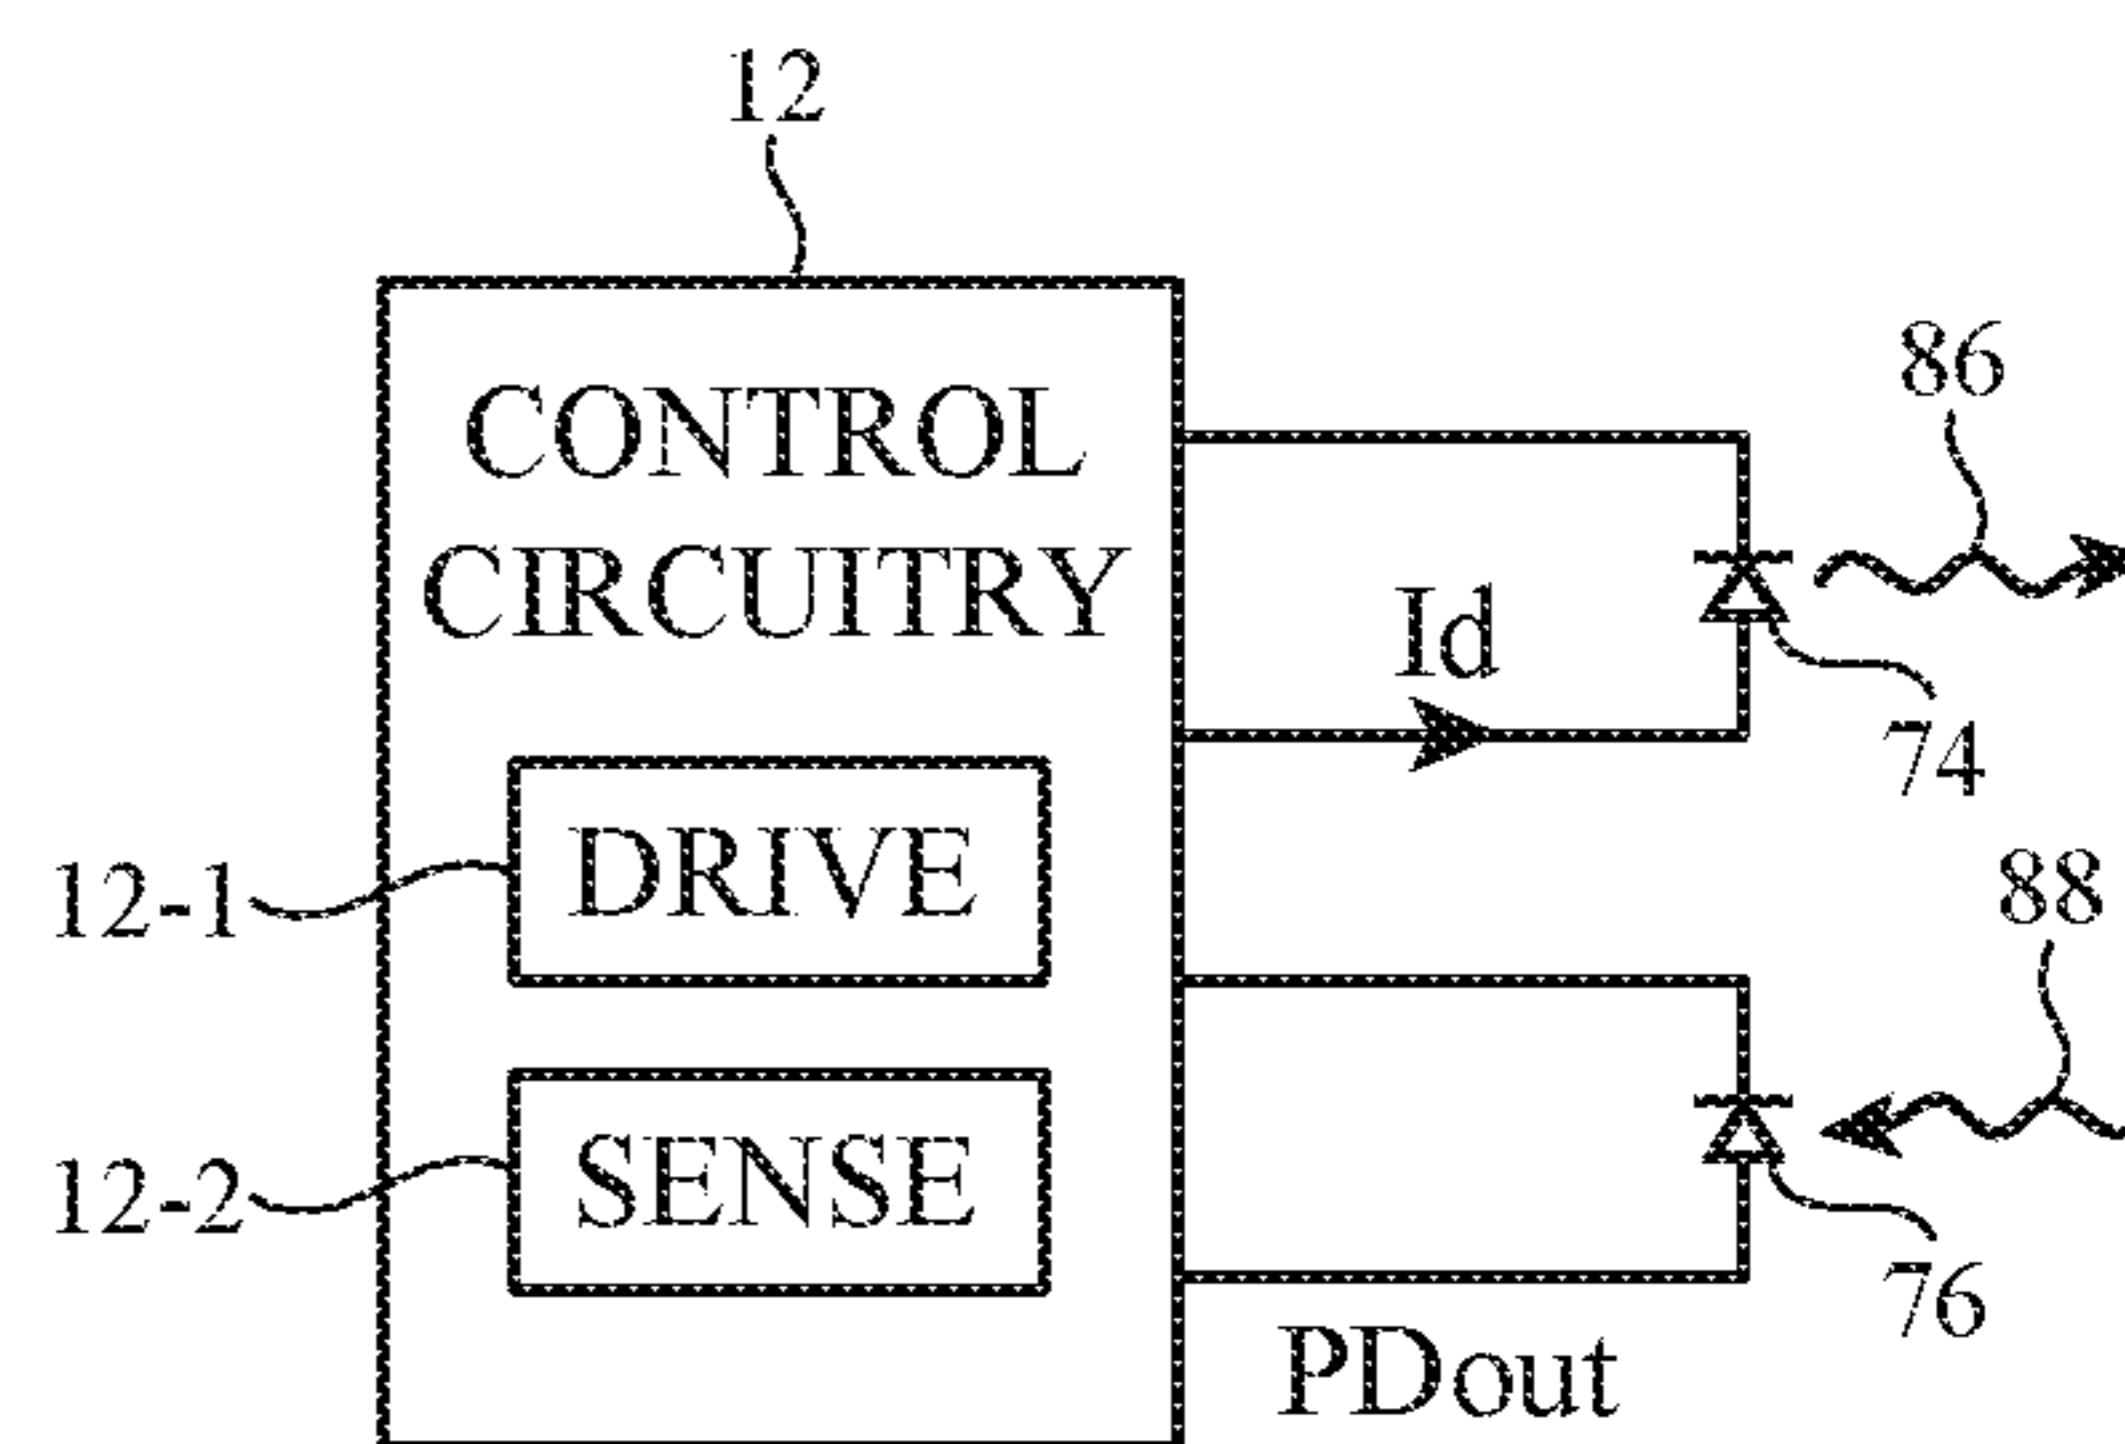 12
CONTROL
CIRCUITRY
86
Id
74
12-1
DRIVE
88
12-2
SENSE
76
PDout